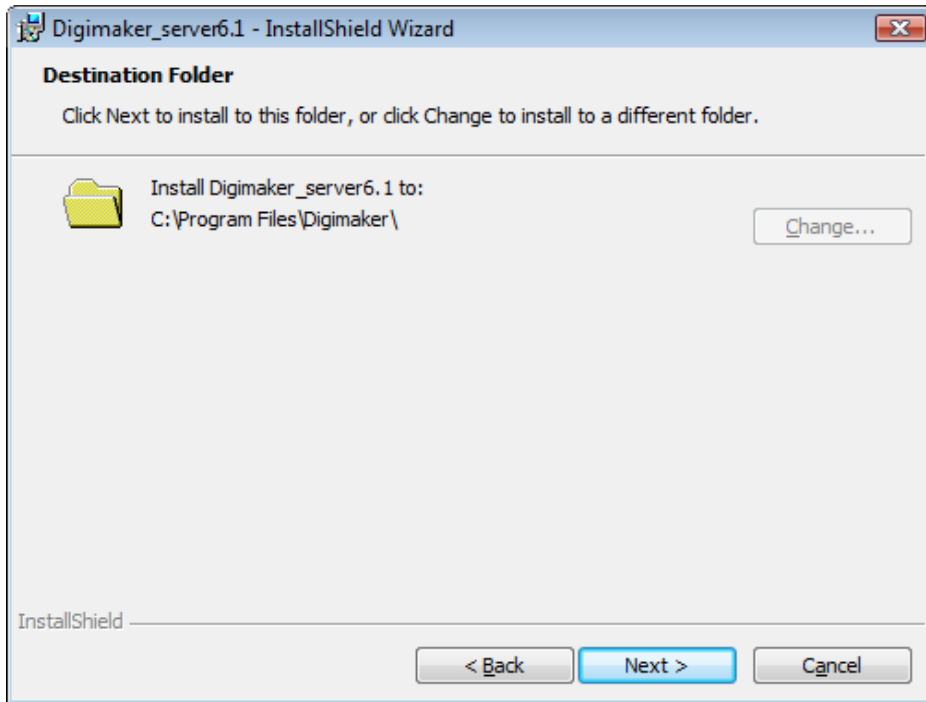 Digimaker_server6.1 - InstallShield Wizard
Destination Folder
Click Next to install to this folder, or click Change to install to a different folder.
Install Digimaker_server6.1 to:
C:\Program Files\Digimaker\
Change...
InstallShield
< Back
Next >
Cancel